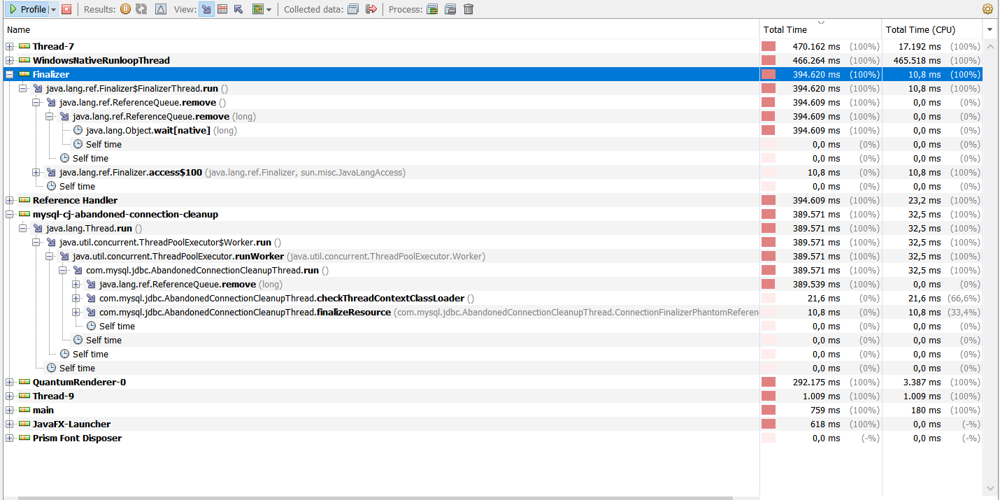 Profile Results: View: Collected data: Process:
Name Total Time Total Time (CPU)
Thread-7 470.162 ms (100%) 17.192 ms (100%)
WindowsNativeRunloopThread 466.264 ms (100%) 465.518 ms (100%)
Finalizer 394.620 ms (100%) 10,8 ms (100%)
java.lang.ref.Finalizer$FinalizerThread.run () 394.620 ms (100%) 10,8 ms (100%)
java.lang.ref.ReferenceQueue.remove () 394.609 ms (100%) 0,0 ms (0%)
java.lang.ref.ReferenceQueue.remove (long) 394.609 ms (100%) 0,0 ms (0%)
java.lang.Object.wait[native] (long) 394.609 ms (100%) 0,0 ms (0%)
Self time 0,0 ms (0%) 0,0 ms (0%)
Self time 0,0 ms (0%) 0,0 ms (0%)
java.lang.ref.Finalizer.access$100 (java.lang.ref.Finalizer, sun.misc.JavaLangAccess) 10,8 ms (0%) 10,8 ms (100%)
Self time 0,0 ms (0%) 0,0 ms (0%)
Reference Handler 394.609 ms (100%) 23,2 ms (100%)
mysql-cj-abandoned-connection-cleanup 389.571 ms (100%) 32,5 ms (100%)
java.lang.Thread.run () 389.571 ms (100%) 32,5 ms (100%)
java.util.concurrent.ThreadPoolExecutor$Worker.run () 389.571 ms (100%) 32,5 ms (100%)
java.util.concurrent.ThreadPoolExecutor.runWorker (java.util.concurrent.ThreadPoolExecutor.Worker) 389.571 ms (100%) 32,5 ms (100%)
com.mysql.jdbc.AbandonedConnectionCleanupThread.run () 389.571 ms (100%) 32,5 ms (100%)
java.lang.ref.ReferenceQueue.remove (long) 389.539 ms (100%) 0,0 ms (0%)
com.mysql.jdbc.AbandonedConnectionCleanupThread.checkThreadContextClassLoader () 21,6 ms (0%) 21,6 ms (66,6%)
com.mysql.jdbc.AbandonedConnectionCleanupThread.finalizeResource (com.mysql.jdbc.AbandonedConnectionCleanupThread.ConnectionFinalizerPhantomReferen 10,8 ms (0%) 10,8 ms (33,4%)
Self time 0,0 ms (0%) 0,0 ms (0%)
Self time 0,0 ms (0%) 0,0 ms (0%)
Self time 0,0 ms (0%) 0,0 ms (0%)
Self time 0,0 ms (0%) 0,0 ms (0%)
QuantumRenderer-0 292.175 ms (100%) 3.387 ms (100%)
Thread-9 1.009 ms (100%) 1.009 ms (100%)
main 759 ms (100%) 180 ms (100%)
JavaFX-Launcher 618 ms (100%) 0,0 ms (-%)
Prism Font Disposer 0,0 ms (-%) 0,0 ms (-%)